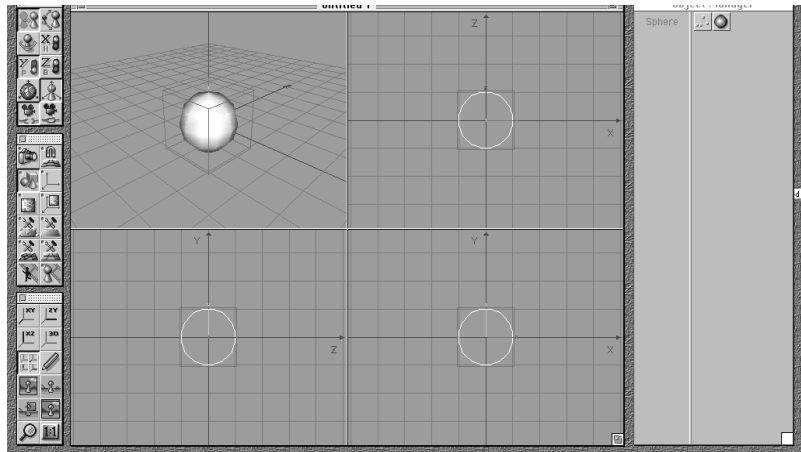 Untitled 1
Object Manager
Sphere
Z
X
Y
Z
Y
X
X
H
Y
P
Z
B
XY
ZY
XZ
3D
1:1